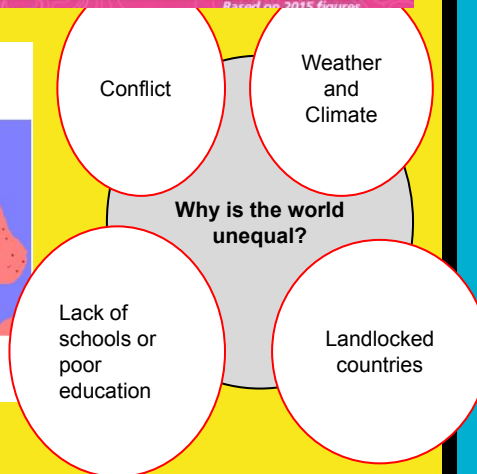 Based on 2015 figures
Conflict
Weather
and
Climate
Why is the world
unequal?
Lack of
schools or
poor
education
Landlocked
countries